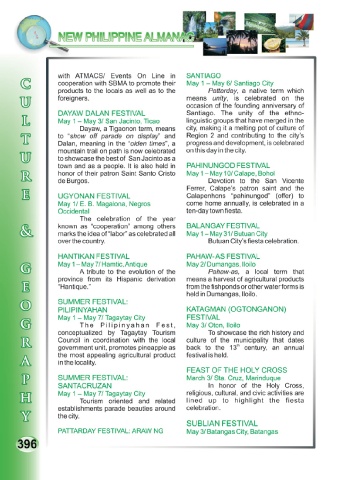 NEW PHILIPPINE ALMANAC
CULTURE & GEOGRAPHY
with ATMACS/ Events On Line in
cooperation with SBMA to promote their
products to the locals as well as to the
foreigners.
DAYAW DALAN FESTIVAL
May 1 – May 3/ San Jacinto, Ticao
Dayaw, a Tigaonon term, means
to "show off parade on display" and
Dalan, meaning in the "olden times", a
mountain trail on path is now celebrated
to showcase the best of San Jacinto as a
town and as a people. It is also held in
honor of their patron Saint Santo Cristo
de Burgos.
UGYONAN FESTIVAL
May 1/ E. B. Magalona, Negros
Occidental
The celebration of the year
known as "cooperation" among others
marks the idea of "labor" as celebrated all
over the country.
HANTIKAN FESTIVAL
May 1 – May 7/ Hamtic, Antique
A tribute to the evolution of the
province from its Hispanic derivation
"Hantique."
SUMMER FESTIVAL:
PILIPINYAHAN
May 1 – May 7/ Tagaytay City
The Pilipinyahan Fest,
conceptualized by Tagaytay Tourism
Council in coordination with the local
government unit, promotes pineapple as
the most appealing agricultural product
in the locality.
SUMMER FESTIVAL:
SANTACRUZAN
May 1 – May 7/ Tagaytay City
Tourism oriented and related
establishments parade beauties around
the city.
PATTARDAY FESTIVAL: ARAW NG
SANTIAGO
May 1 – May 6/ Santiago City
Pattarday, a native term which
means unity, is celebrated on the
occasion of the founding anniversary of
Santiago. The unity of the ethno-
linguistic groups that have merged in the
city, making it a melting pot of culture of
Region 2 and contributing to the city's
progress and development, is celebrated
on this day in the city.
PAHINUNGOD FESTIVAL
May 1 – May 10/ Calape, Bohol
Devotion to the San Vicente
Ferrer, Calape's patron saint and the
Calapenhons "pahinungod" (offer) to
come home annually, is celebrated in a
ten-day town fiesta.
BALANGAY FESTIVAL
May 1 – May 31/ Butuan City
Butuan City's fiesta celebration.
PAHAW-AS FESTIVAL
May 2/ Dumangas, Iloilo
Pahaw-as, a local term that
means a harvest of agricultural products
from the fishponds or other water forms is
held in Dumangas, Iloilo.
KATAGMAN (OGTONGANON)
FESTIVAL
May 3/ Oton, Iloilo
To showcase the rich history and
culture of the municipality that dates
back to the 13th century, an annual
festival is held.
FEAST OF THE HOLY CROSS
March 3/ Sta. Cruz, Marinduque
In honor of the Holy Cross,
religious, cultural, and civic activities are
lined up to highlight the fiesta
celebration.
SUBLIAN FESTIVAL
May 3/ Batangas City, Batangas
396